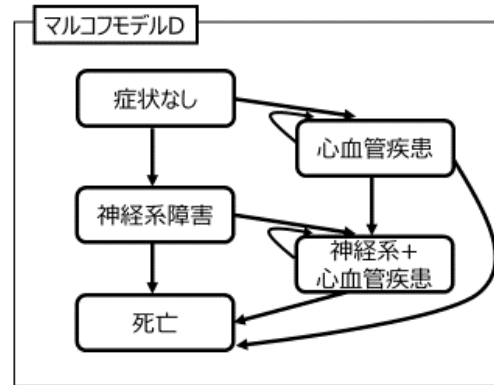 マルコフモデルD
症状なし
心血管疾患
神経系障害
神経系+
心血管疾患
死亡